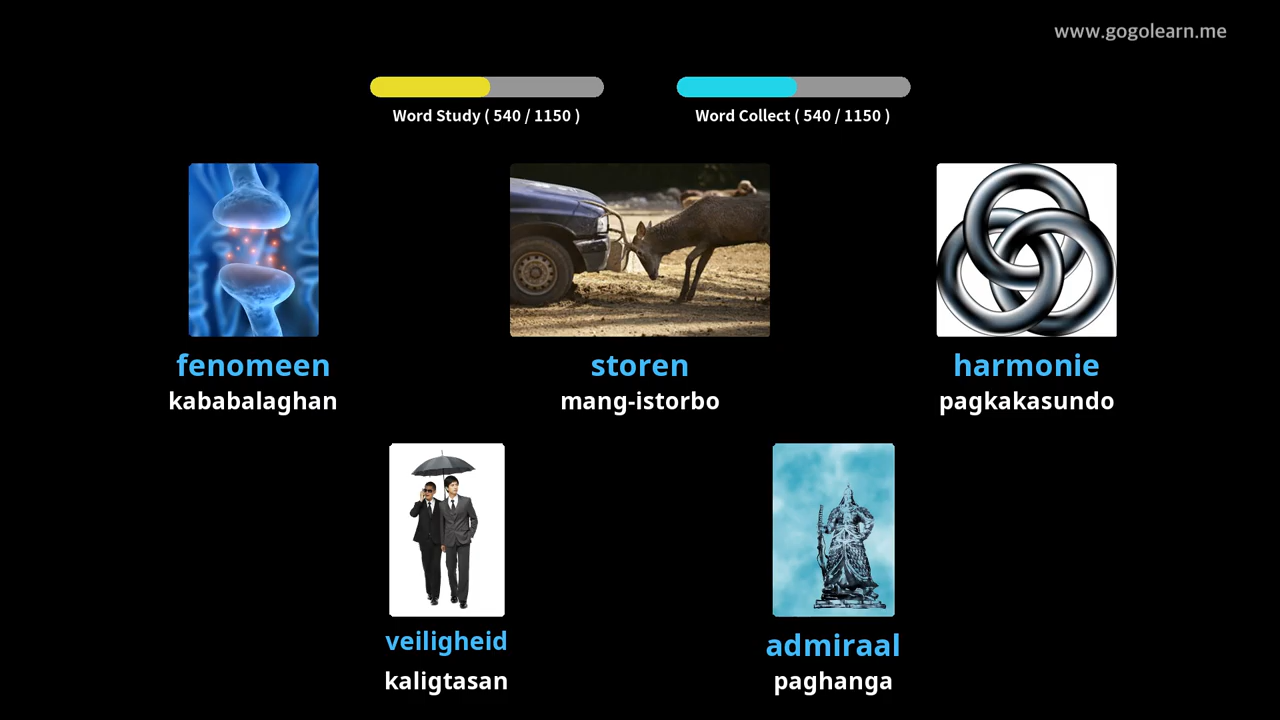 www.gogolearn.me
Word Study ( 540 / 1150 )
Word Collect ( 540 / 1150 )
fenomeen
kababalaghan
storen
mang-istorbo
harmonie
pagkakasundo
veiligheid
kaligtasan
admiraal
paghanga